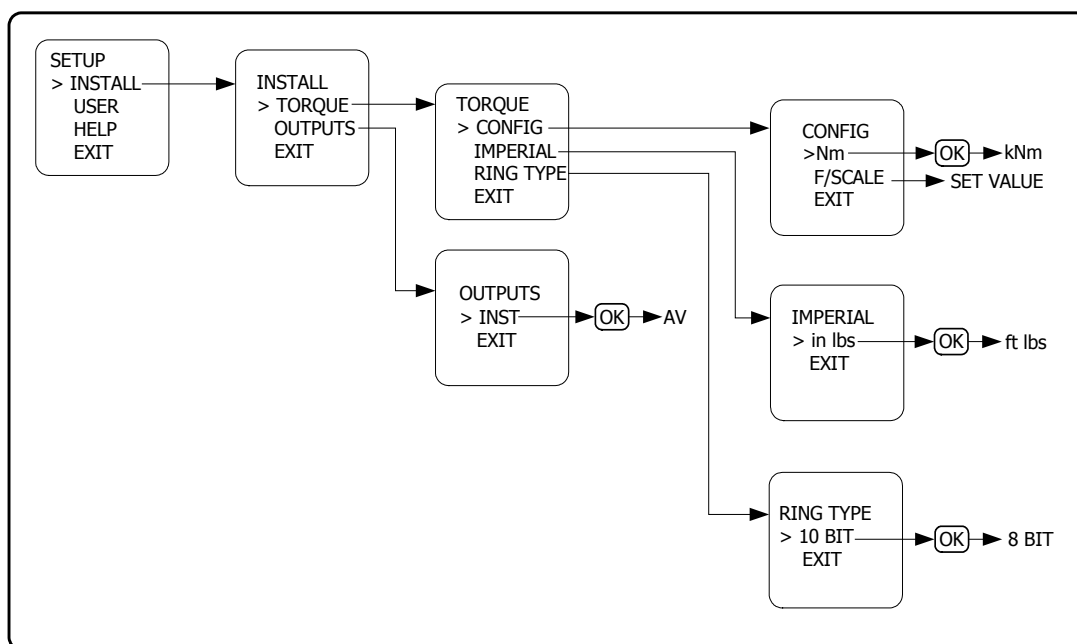 SETUP
> INSTALL
USER
HELP
EXIT
INSTALL
> TORQUE
OUTPUTS
EXIT
TORQUE
> CONFIG
IMPERIAL
RING TYPE
EXIT
CONFIG
>Nm OK kNm
F/SCALE SET VALUE
EXIT
OUTPUTS
> INST OK AV
EXIT
IMPERIAL
> in lbs OK ft lbs
EXIT
RING TYPE
> 10 BIT OK 8 BIT
EXIT